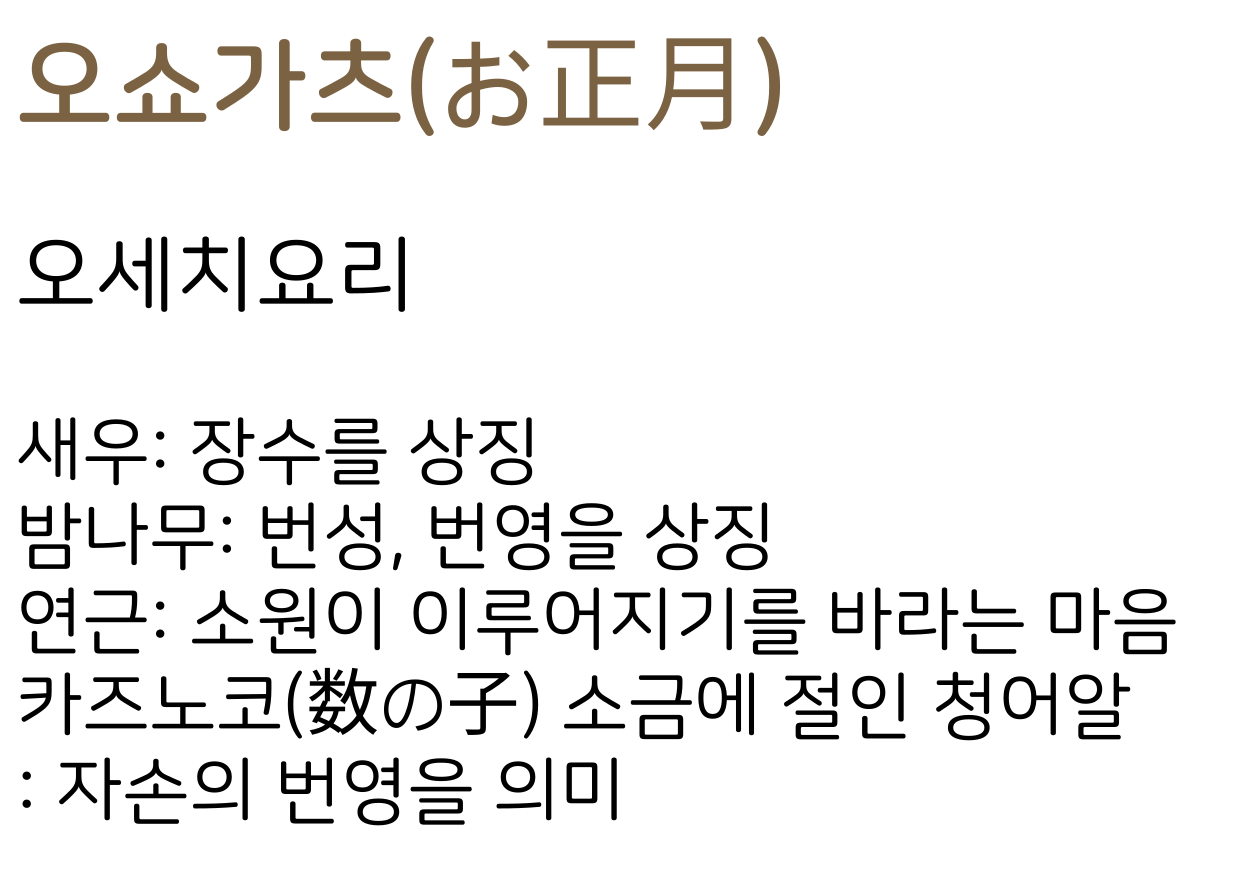 오쇼가츠(お正月)
오세치요리
새우: 장수를 상징
밤나무: 번성, 번영을 상징
연근: 소원이 이루어지기를 바라는 마음
카즈노코(数の子) 소금에 절인 청어알
: 자손의 번영을 의미